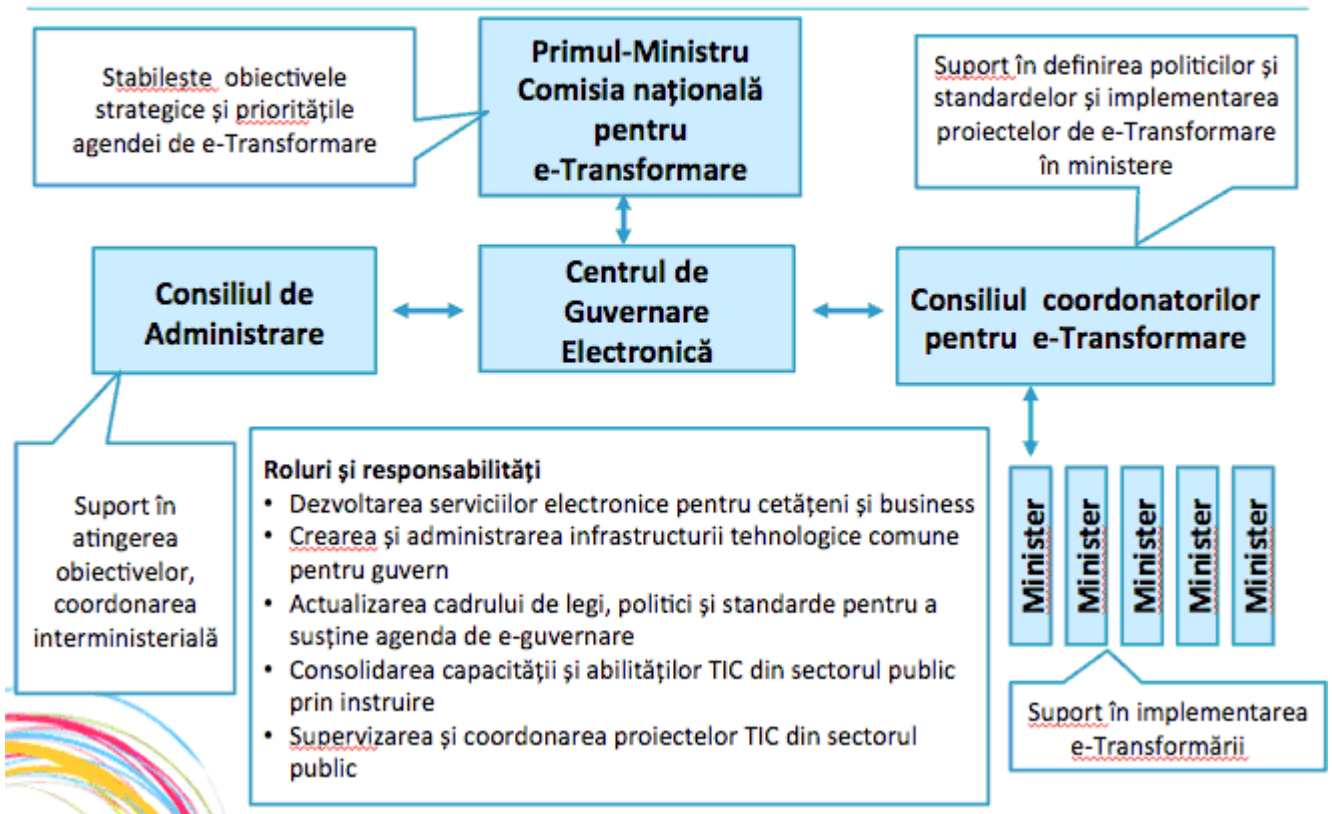 Stabilește obiectivele
strategice și prioritățile
agendei de e-Transformare
Primul-Ministru
Comisia națională
pentru
e-Transformare
Suport în definirea politicilor și
standardelor și implementarea
proiectelor de e-Transformare
în ministere
Consiliul de
Administrare
Centrul de
Guvernare
Electronică
Consiliul coordonatorilor
pentru e-Transformare
Suport în
atingerea
obiectivelor,
coordonarea
interministerială
Roluri și responsabilități
• Dezvoltarea serviciilor electronice pentru cetățeni și business
• Crearea și administrarea infrastructurii tehnologice comune
pentru guvern
• Actualizarea cadrului de legi, politici și standarde pentru a
susține agenda de e-guvernare
• Consolidarea capacității și abilităților TIC din sectorul public
prin instruire
• Supervizarea și coordonarea proiectelor TIC din sectorul
public
Minister
Minister
Minister
Minister
Minister
Suport în implementarea
e-Transformării